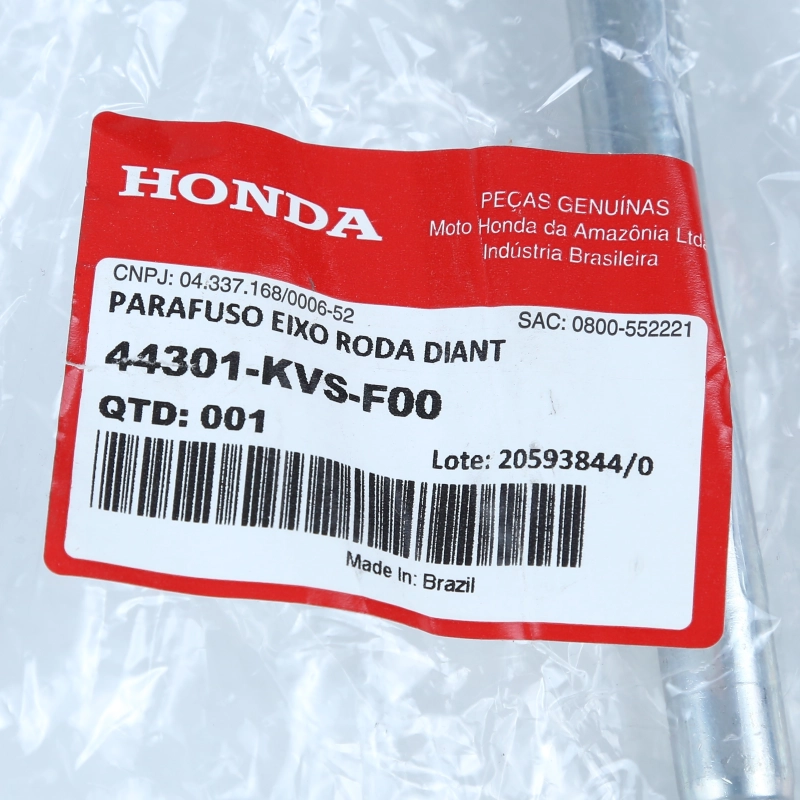 HONDA
PEÇAS GENUÍNAS
Moto Honda da Amazônia Ltda
Indústria Brasileira
CNPJ: 04.337.168/0006-52
SAC: 0800-552221
PARAFUSO EIXO RODA DIANT
44301-KVS-F00
QTD: 001
Lote: 20593844/0
Made In: Brazil